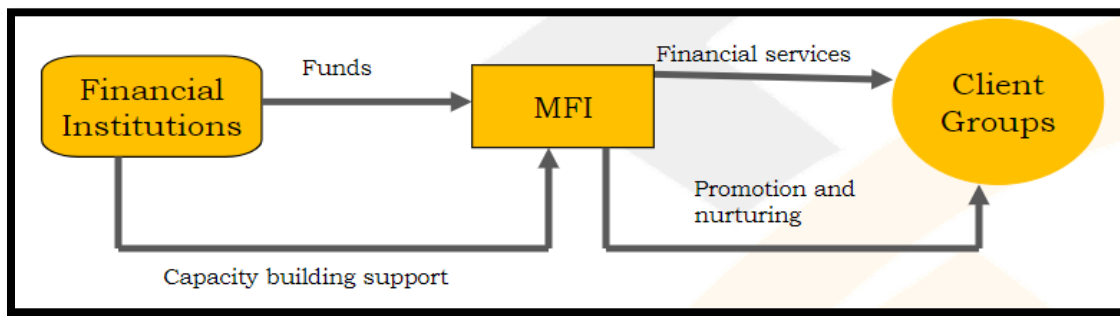 Funds
Financial services
Financial
Institutions
MFI
Client
Groups
Promotion and
nurturing
Capacity building support